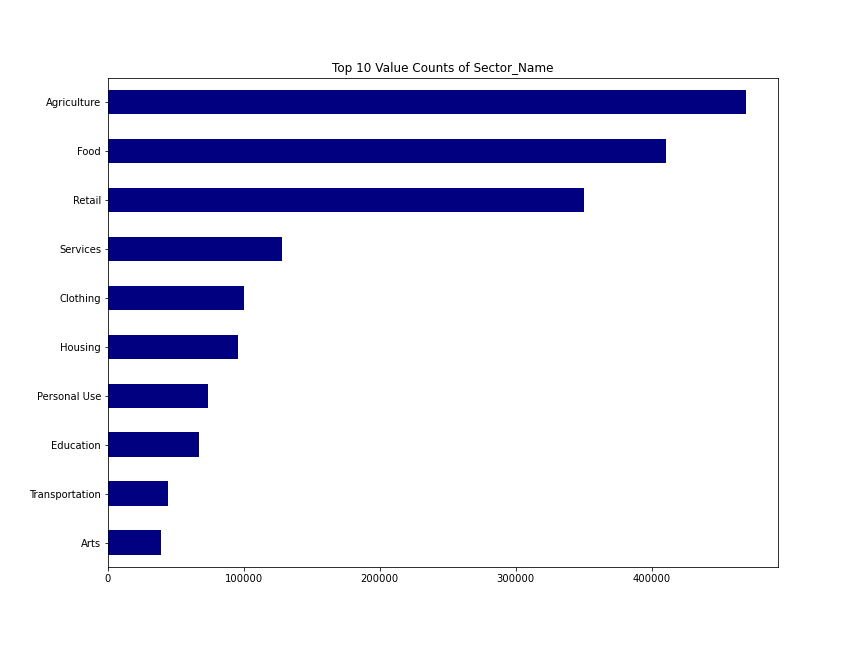 Top 10 Value Counts of Sector_Name
Agriculture
Food
Retail
Services
Clothing
Housing
Personal Use
Education
Transportation
Arts
0 100000 200000 300000 400000